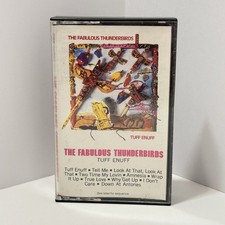 THE FABULOUS THUNDERBIRDS
TUFF ENUFF
THE FABULOUS THUNDERBIRDS
TUFF ENUFF
Tuff Enuff • Tell Me • Look At That, Look At
That • Two Time My Lovin • Amnesia • Wrap
It Up • True Love • Why Get Up • I Don't
Care • Down At Antones